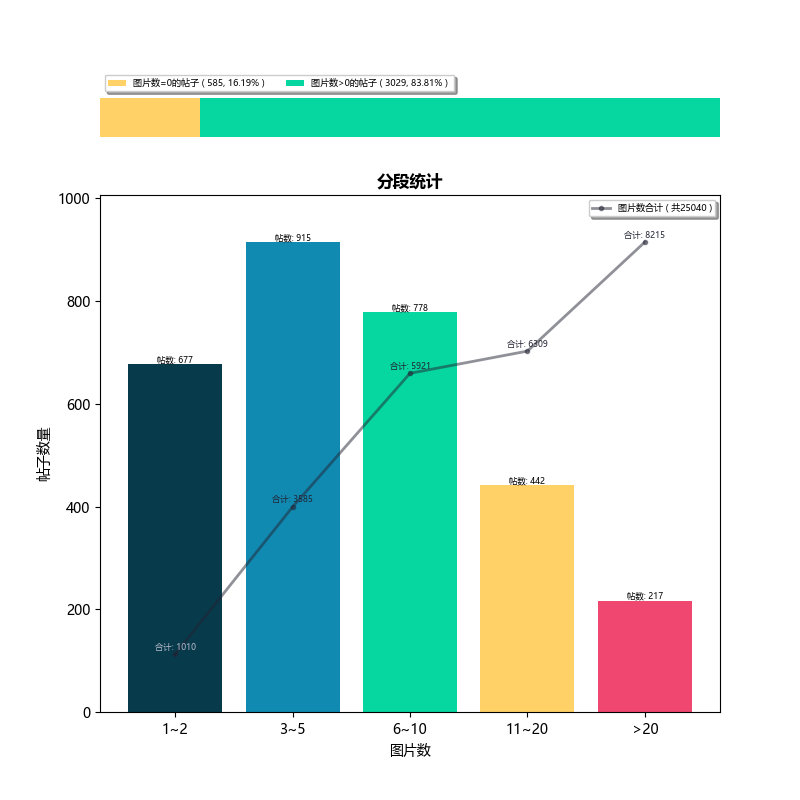 图片数=0的帖子 ( 585, 16.19% ) 图片数>0的帖子 ( 3029, 83.81% )
分段统计
图片数合计 ( 共25040 )
1000
800
600
400
200
0
帖子数量
帖数: 677
帖数: 915
帖数: 778
帖数: 442
帖数: 217
合计: 1010
合计: 3585
合计: 5921
合计: 6309
合计: 8215
1~2 3~5 6~10 11~20 >20
图片数